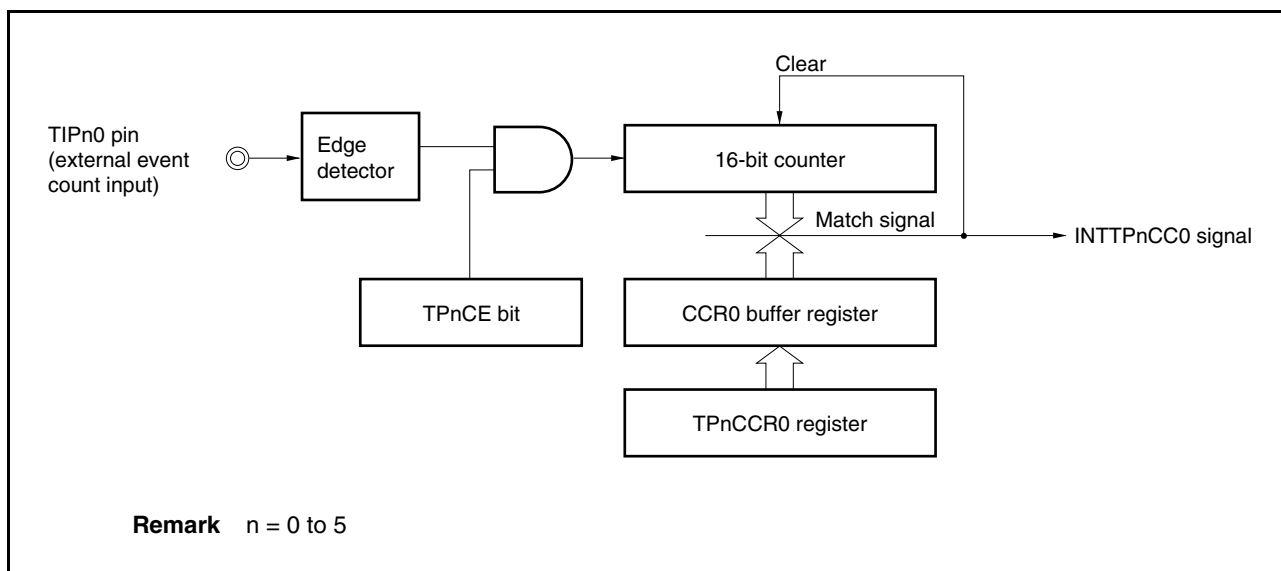 Clear
TIPn0 pin
(external event
count input)
Edge
detector
16-bit counter
Match signal
INTTPnCC0 signal
TPnCE bit
CCR0 buffer register
TPnCCR0 register
Remark n = 0 to 5